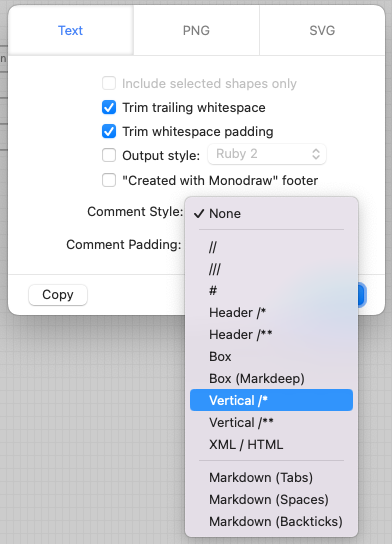 Text PNG SVG
n
Include selected shapes only
Trim trailing whitespace
Trim whitespace padding
Output style: Ruby 2
"Created with Monodraw" footer
Comment Style:
✓ None
Comment Padding:
//
///
#
Copy
Header /*
Header /**
Box
Box (Markdeep)
Vertical /*
Vertical /**
XML / HTML
Markdown (Tabs)
Markdown (Spaces)
Markdown (Backticks)